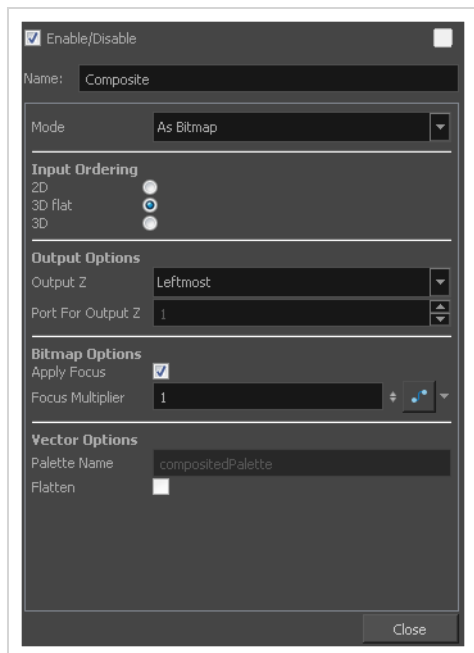 Enable/Disable
Name: Composite
Mode As Bitmap
Input Ordering
2D
3D flat
3D
Output Options
Output Z Leftmost
Port For Output Z 1
Bitmap Options
Apply Focus
Focus Multiplier 1
Vector Options
Palette Name compositedPalette
Flatten
Close